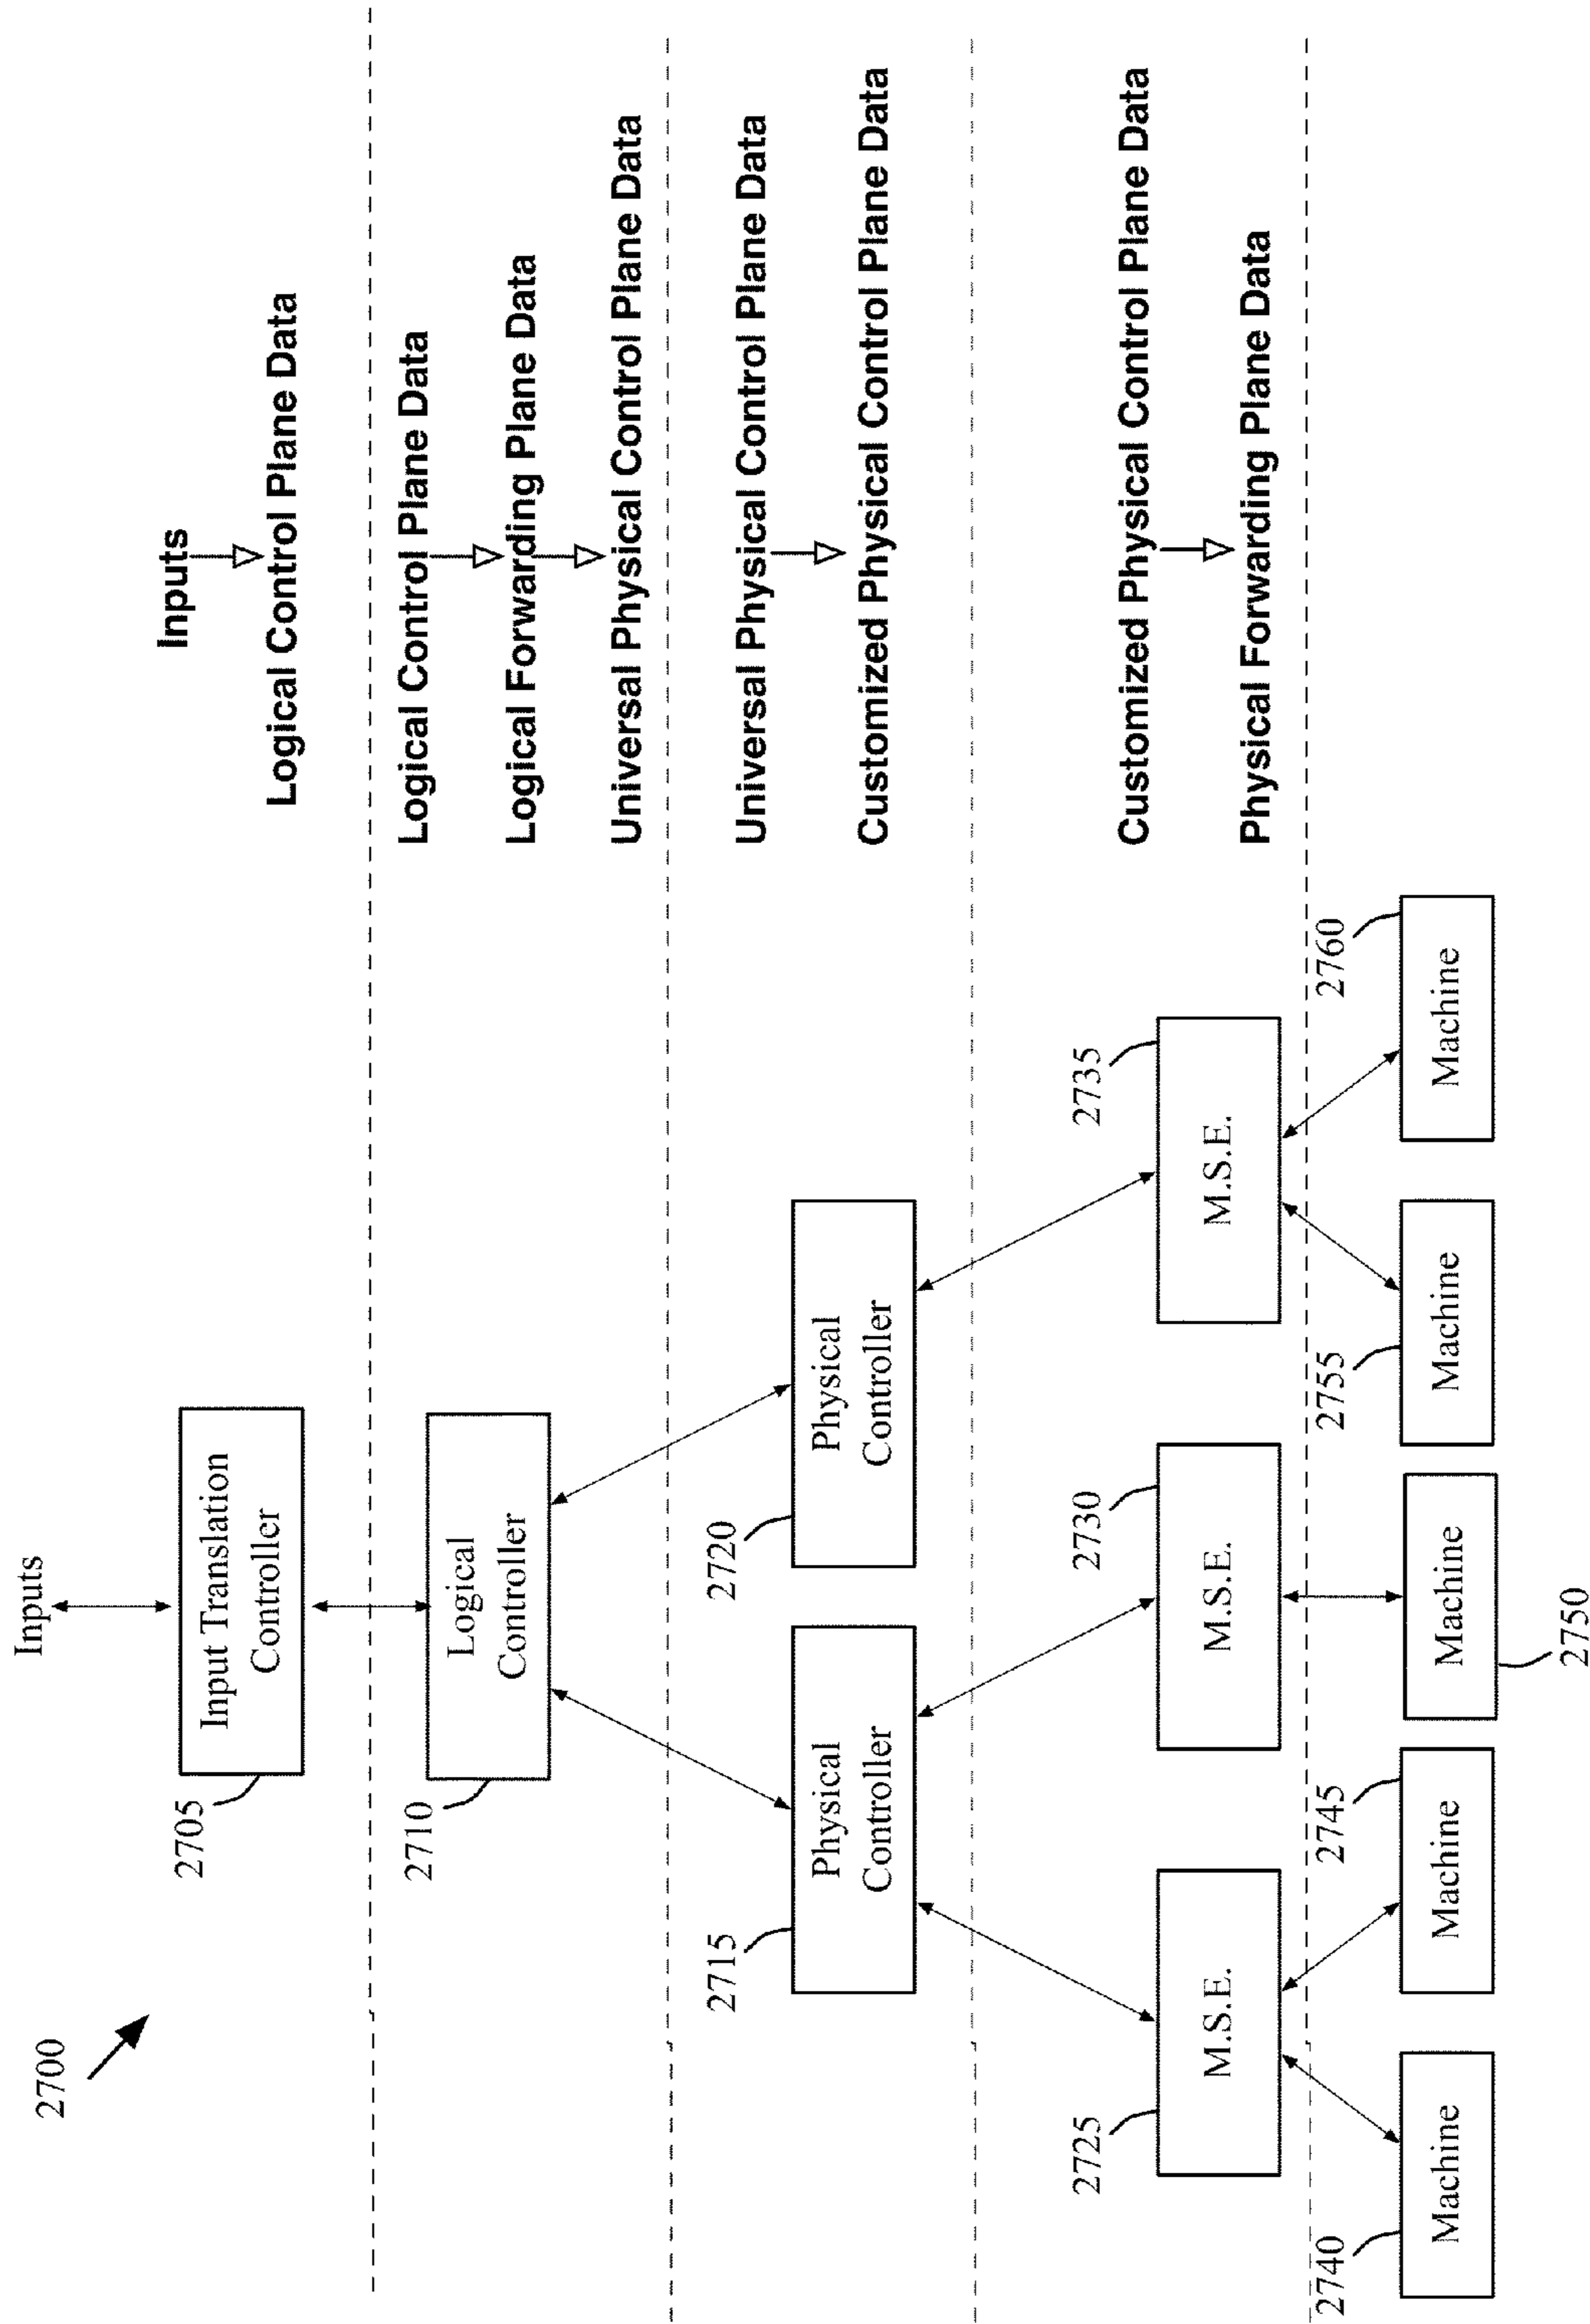 2700
Inputs
Input Translation
Controller
2705
Inputs
Logical Control Plane Data
Logical
Controller
2710
Logical Control Plane Data
Logical Forwarding Plane Data
Universal Physical Control Plane Data
Physical
Controller
2715
Physical
Controller
2720
Universal Physical Control Plane Data
Customized Physical Control Plane Data
M.S.E.
2725
M.S.E.
2730
M.S.E.
2735
Customized Physical Control Plane Data
Physical Forwarding Plane Data
2740
Machine
2745
Machine
Machine
2750
2755
Machine
2760
Machine